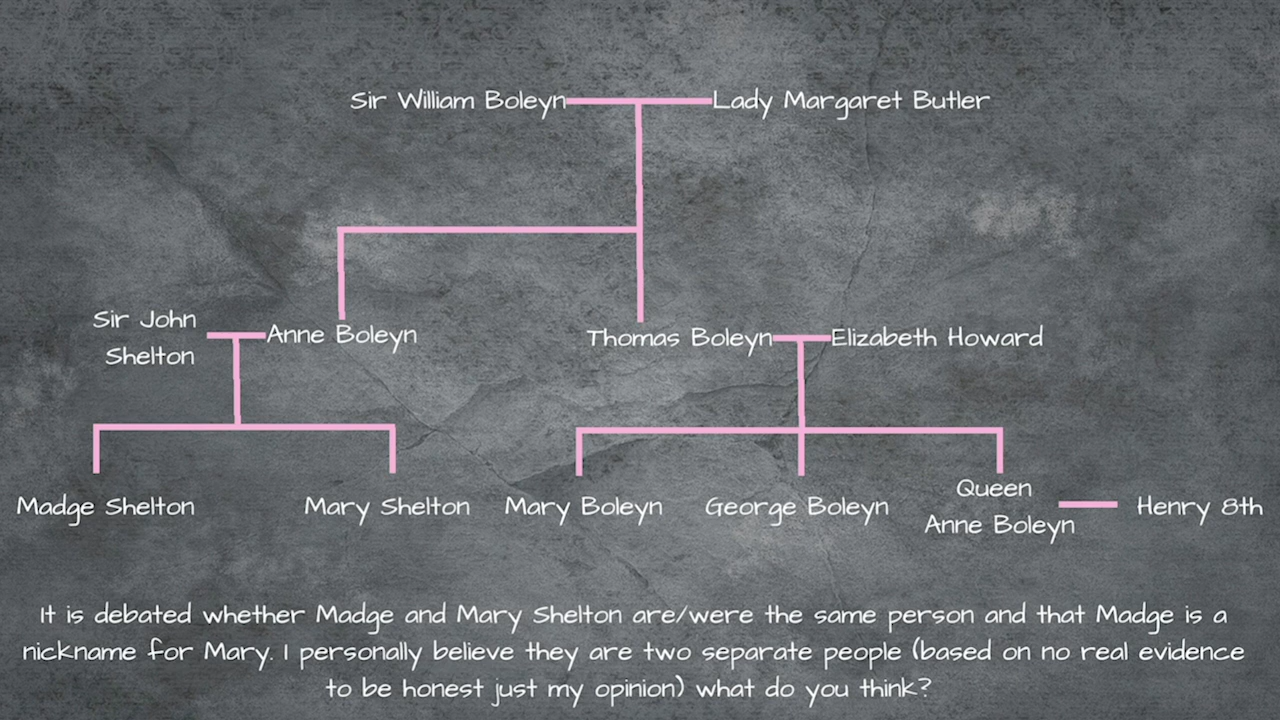 Sir William Boleyn
Lady Margaret Butler
Sir John
Shelton
Anne Boleyn
Thomas Boleyn
Elizabeth Howard
Madge Shelton
Mary Shelton
Mary Boleyn
George Boleyn
Queen
Anne Boleyn
Henry 8th
It is debated whether Madge and Mary Shelton are/were the same person and that Madge is a
nickname for Mary. I personally believe they are two separate people (based on no real evidence
to be honest just my opinion) what do you think?